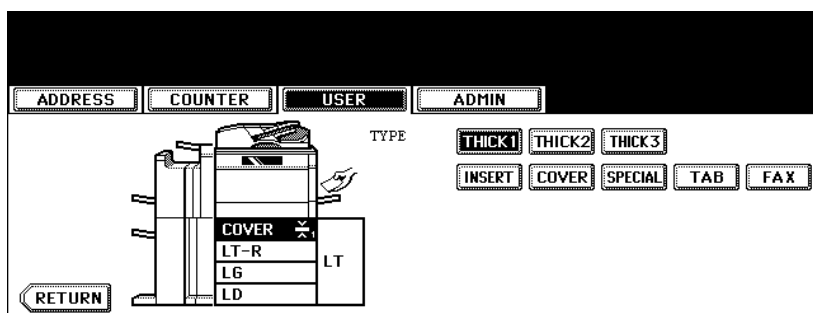 ADDRESS COUNTER USER ADMIN
TYPE THICK1 THICK2 THICK3
INSERT COVER SPECIAL TAB FAX
COVER 1
LT-R
LT
LG
LD
RETURN